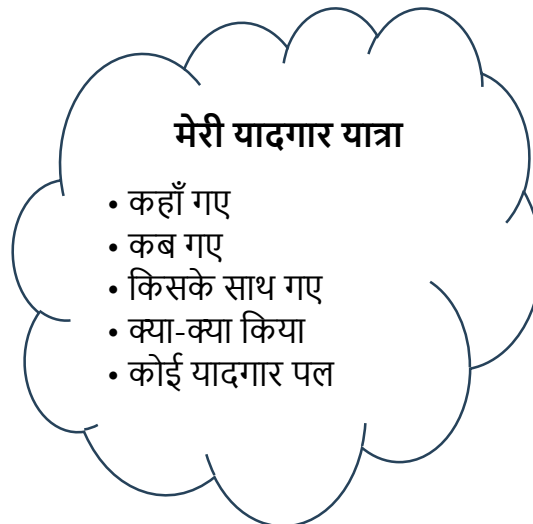 मेरी यादगार यात्रा
• कहाँ गए
• कब गए
• किसके साथ गए
• क्या-क्या किया
• कोई यादगार पल